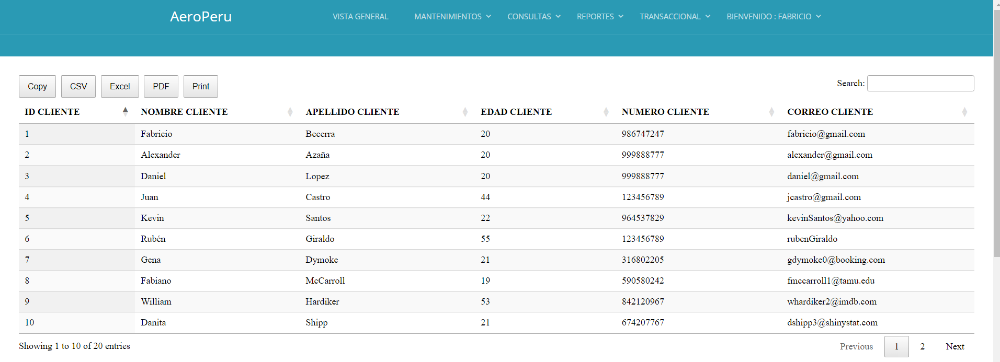 AeroPeru VISTA GENERAL MANTENIMIENTOS CONSULTAS REPORTES TRANSACCIONAL BIENVENIDO : FABRICIO
Copy CSV Excel PDF Print Search:
ID CLIENTE NOMBRE CLIENTE APELLIDO CLIENTE EDAD CLIENTE NUMERO CLIENTE CORREO CLIENTE
1 Fabricio Becerra 20 986747247 fabricio@gmail.com
2 Alexander Azaña 20 999888777 alexander@gmail.com
3 Daniel Lopez 20 999888777 daniel@gmail.com
4 Juan Castro 44 123456789 jcastro@gmail.com
5 Kevin Santos 22 964537829 kevinSantos@yahoo.com
6 Rubén Giraldo 55 123456789 rubenGiraldo
7 Gena Dymoke 21 316802205 gdymoke0@booking.com
8 Fabiano McCarroll 19 590580242 fmccarroll1@tamu.edu
9 William Hardiker 53 842120967 whardiker2@imdb.com
10 Danita Shipp 21 674207767 dshipp3@shinystat.com
Showing 1 to 10 of 20 entries Previous 1 2 Next